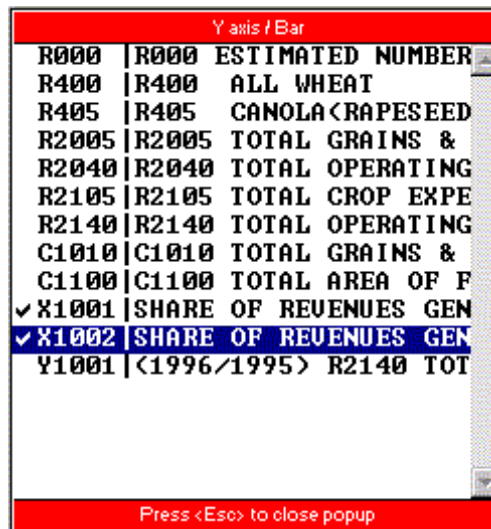 Y axis / Bar
R000 |R000 ESTIMATED NUMBER
R400 |R400 ALL WHEAT
R405 |R405 CANOLA(RAPESEED
R2005|R2005 TOTAL GRAINS &
R2040|R2040 TOTAL OPERATING
R2105|R2105 TOTAL CROP EXPE
R2140|R2140 TOTAL OPERATING
C1010|C1010 TOTAL GRAINS &
C1100|C1100 TOTAL AREA OF F
✓X1001|SHARE OF REVENUES GEN
✓X1002|SHARE OF REVENUES GEN
Y1001|(1996/1995) R2140 TOT
Press <Esc> to close popup